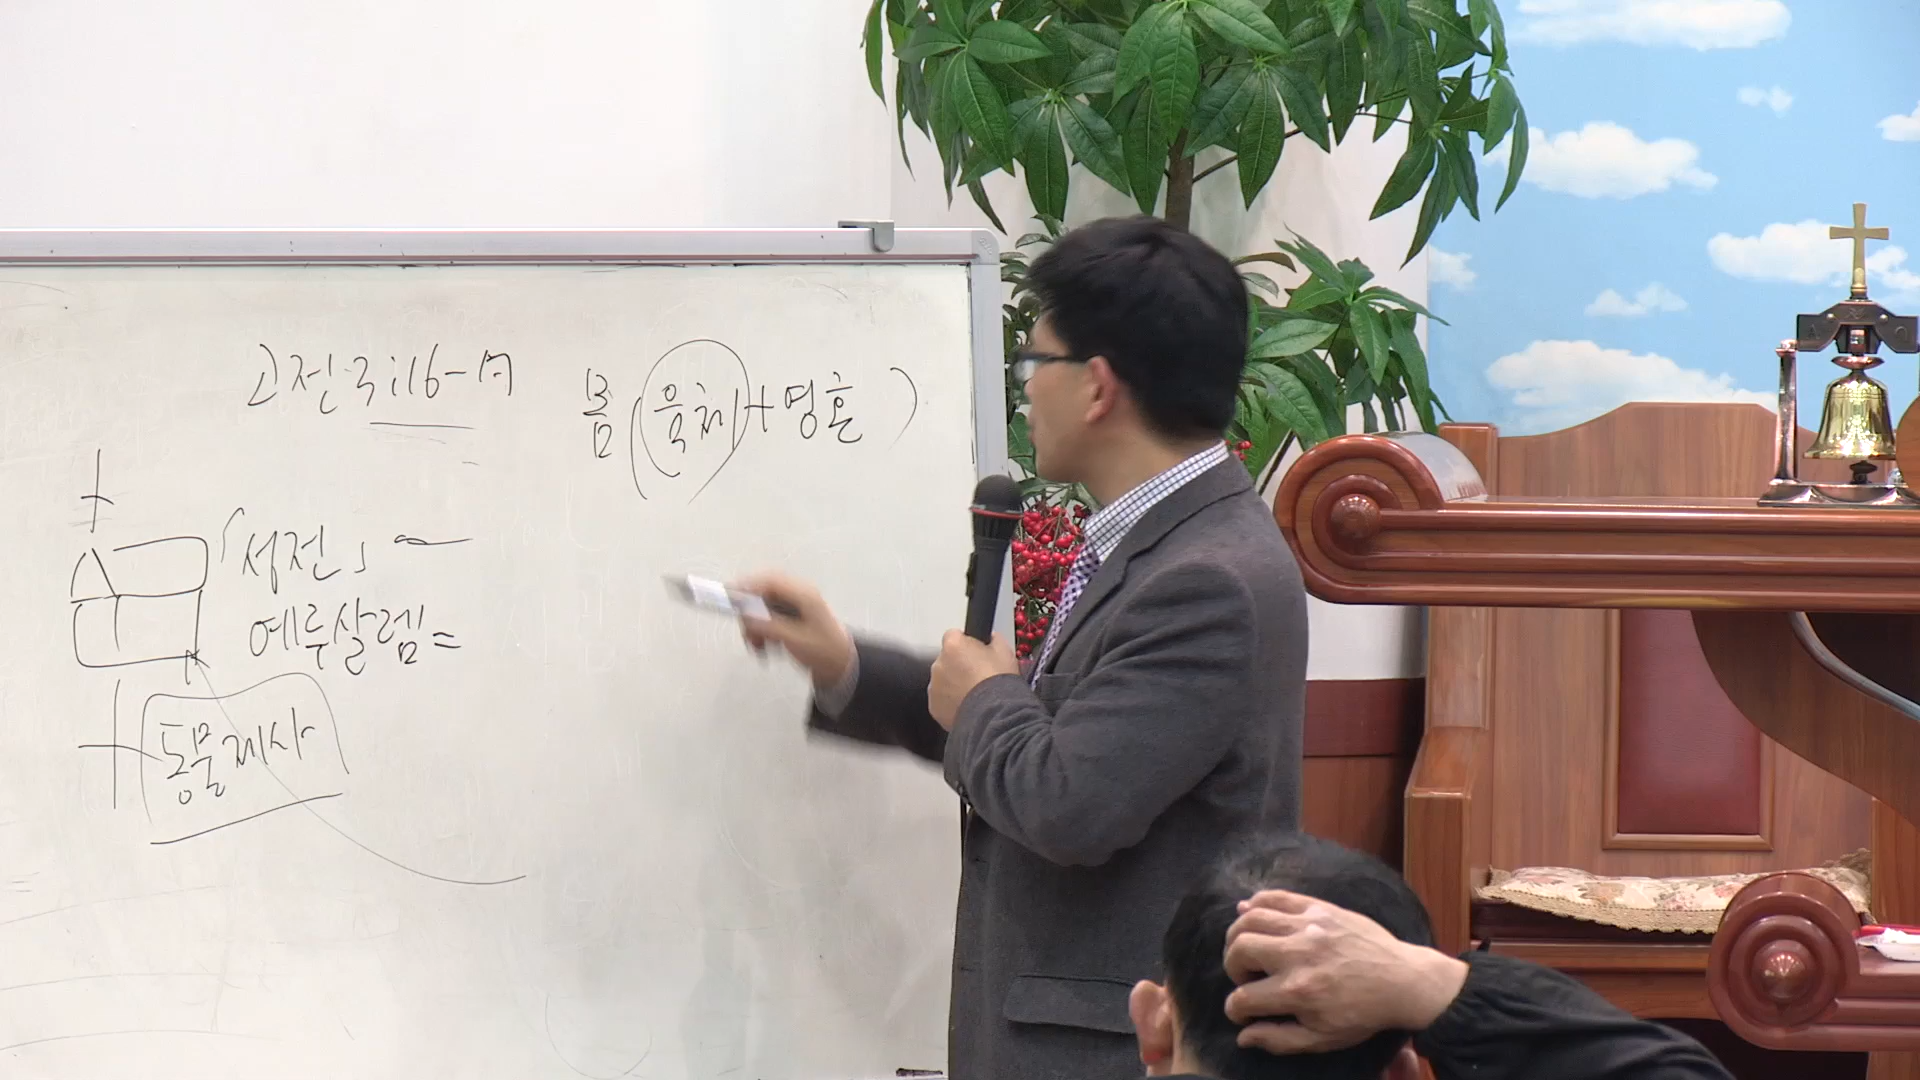 고전3:16-17
몸(육체+영혼)
「성전」
예루살렘=
동물제사